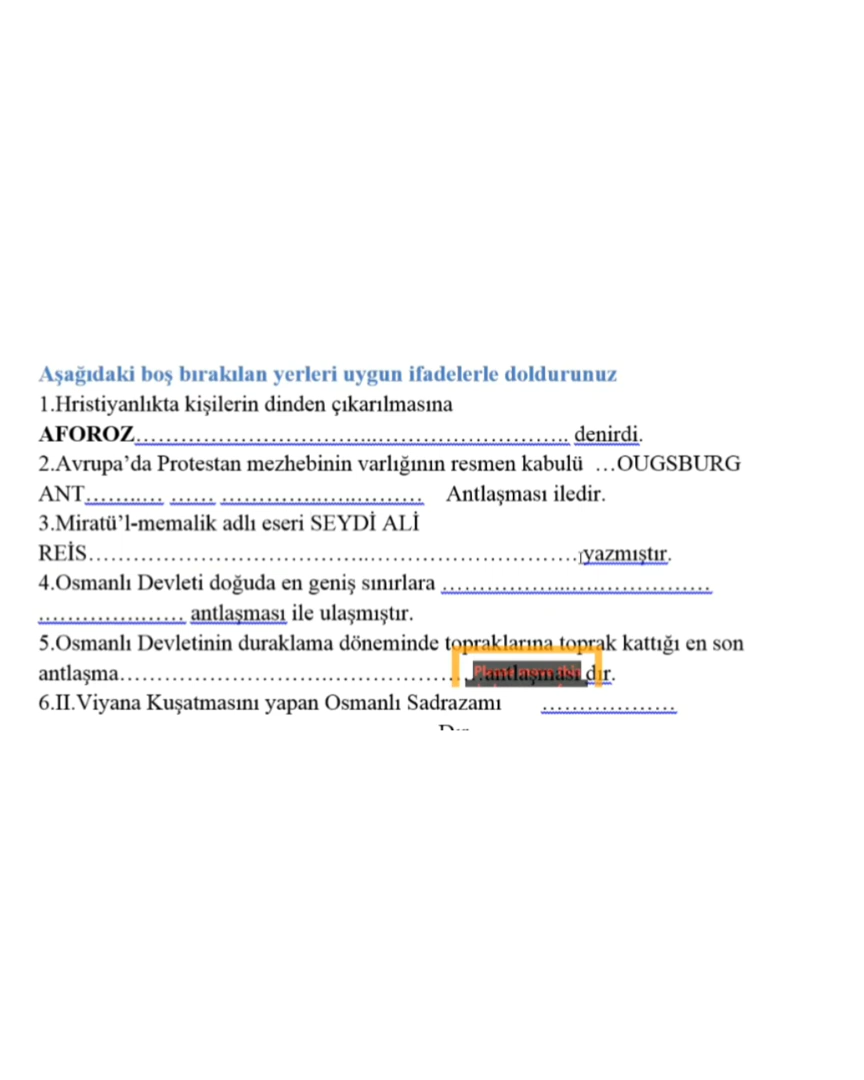 Aşağıdaki boş bırakılan yerleri uygun ifadelerle doldurunuz
1.Hristiyanlıkta kişilerin dinden çıkarılmasına
AFOROZ…………………………...……………………. denirdi.
2.Avrupa’da Protestan mezhebinin varlığının resmen kabulü …OUGSBURG
ANT…….…. …… …………..…..……… Antlaşması iledir.
3.Miratü’l-memalik adlı eseri SEYDİ ALİ
REİS……………………………..……………………….yazmıştır.
4.Osmanlı Devleti doğuda en geniş sınırlara ……………..…………………
………………. antlaşması ile ulaşmıştır.
5.Osmanlı Devletinin duraklama döneminde topraklarına toprak kattığı en son
antlaşma……………………………………. antlaşması dır.
6.II.Viyana Kuşatmasını yapan Osmanlı Sadrazamı ………………